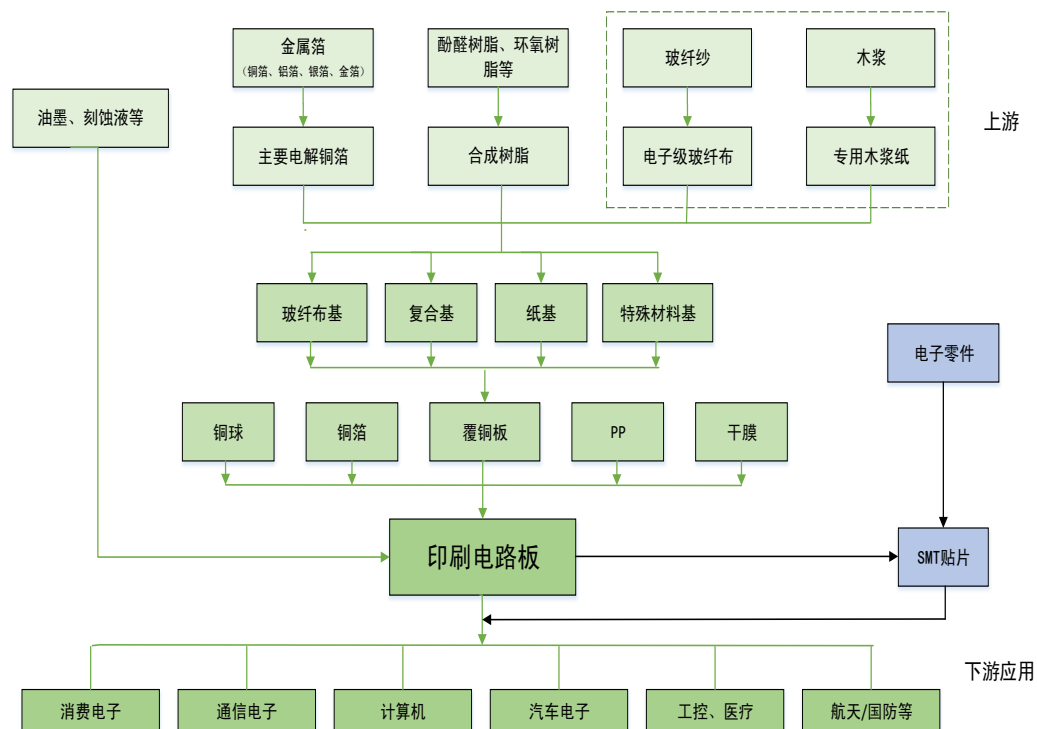 金属箔
（铜箔、铝箔、银箔、金箔）
酚醛树脂、环氧树
脂等
玻纤纱
木浆
油墨、刻蚀液等
上游
主要电解铜箔
合成树脂
电子级玻纤布
专用木浆纸
玻纤布基
复合基
纸基
特殊材料基
电子零件
铜球
铜箔
覆铜板
PP
干膜
印刷电路板
SMT贴片
下游应用
消费电子
通信电子
计算机
汽车电子
工控、医疗
航天/国防等